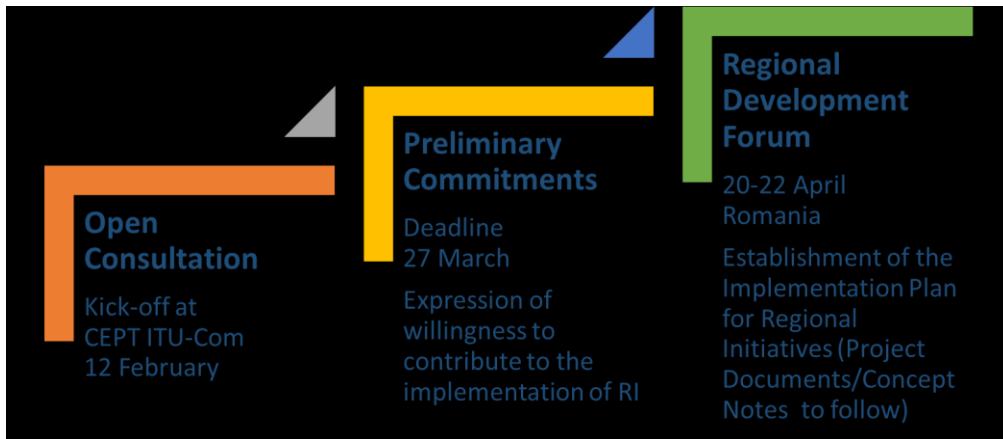 Open
Consultation
Kick-off at
CEPT ITU-Com
12 February
Preliminary
Commitments
Deadline
27 March
Expression of
willingness to
contribute to the
implementation of RI
Regional
Development
Forum
20-22 April
Romania
Establishment of the
Implementation Plan
for Regional
Initiatives (Project
Documents/Concept
Notes to follow)